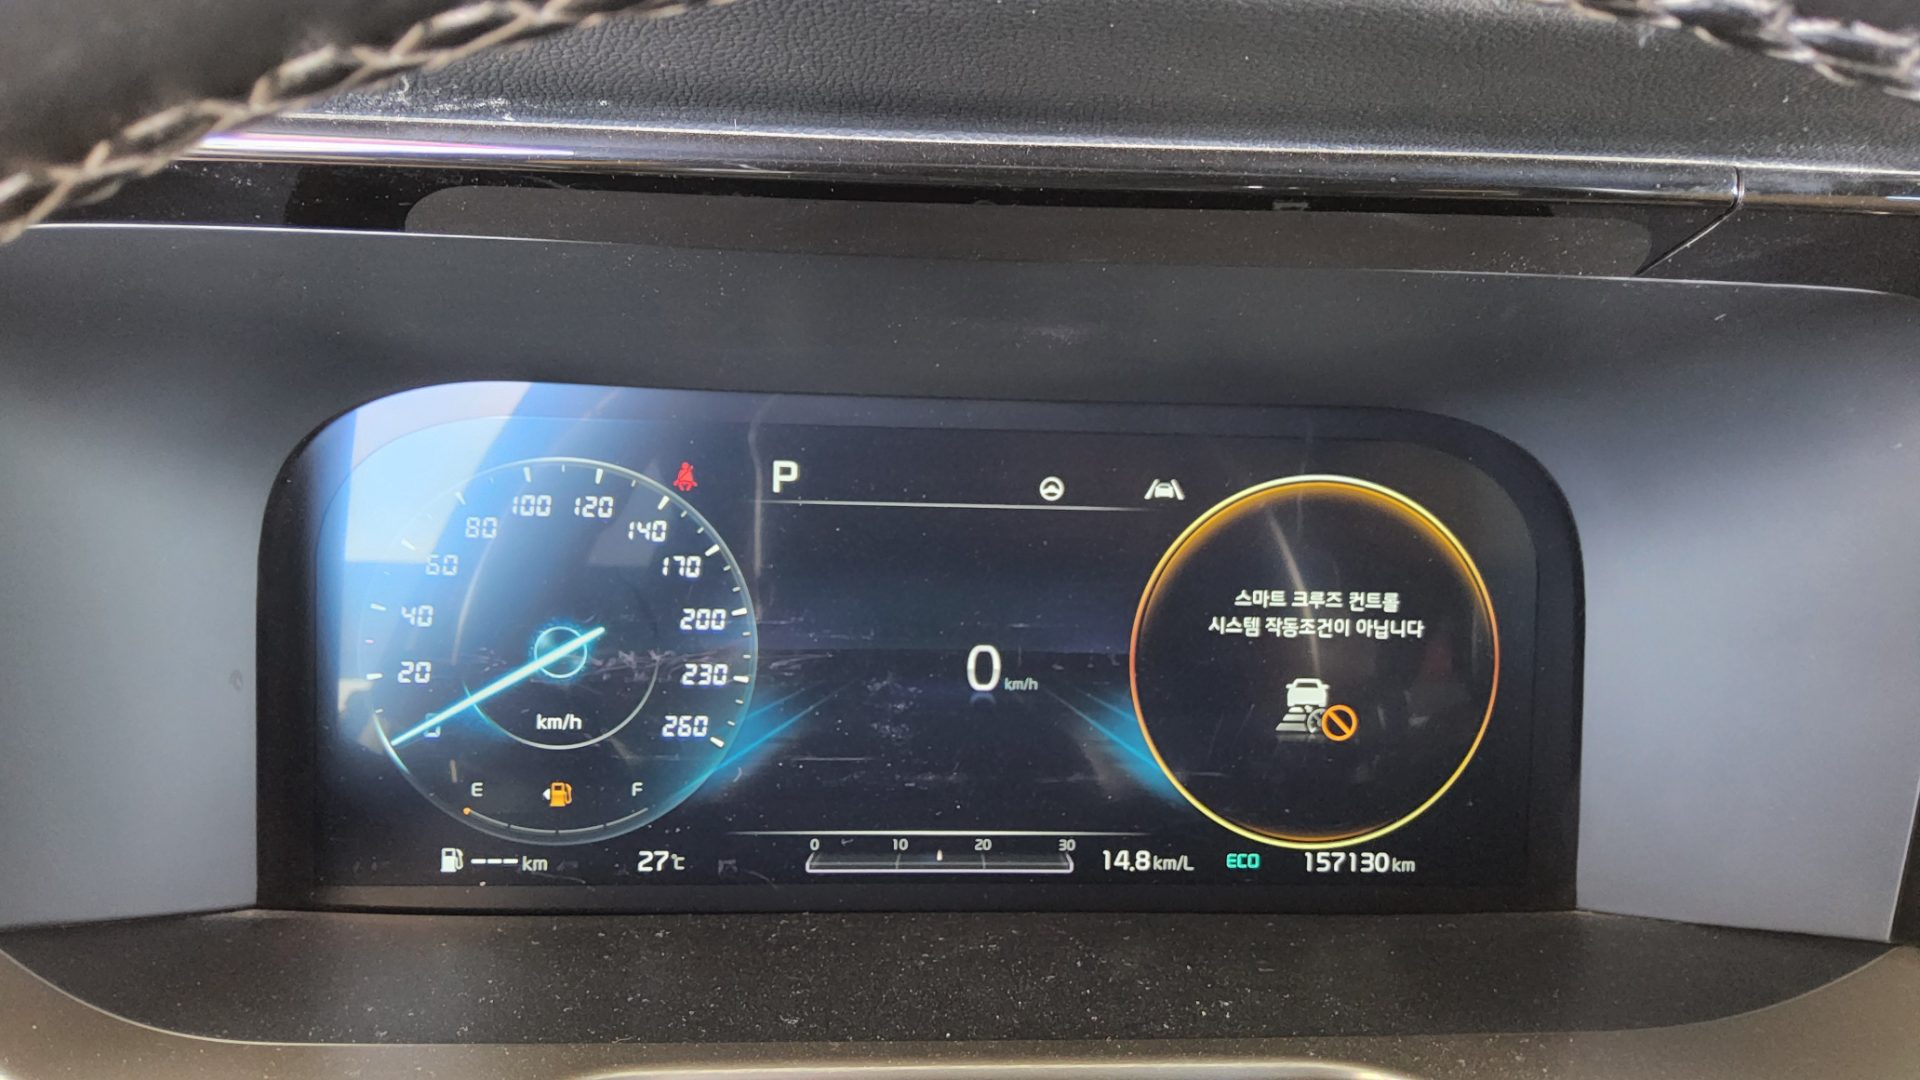 P
100 120
80 140
60 170
40 200
20 230
0 260
km/h
E F
0 km/h
스마트 크루즈 컨트롤
시스템 작동조건이 아닙니다
0 10 20 30
---km
27℃
14.8km/L
ECO
157130km